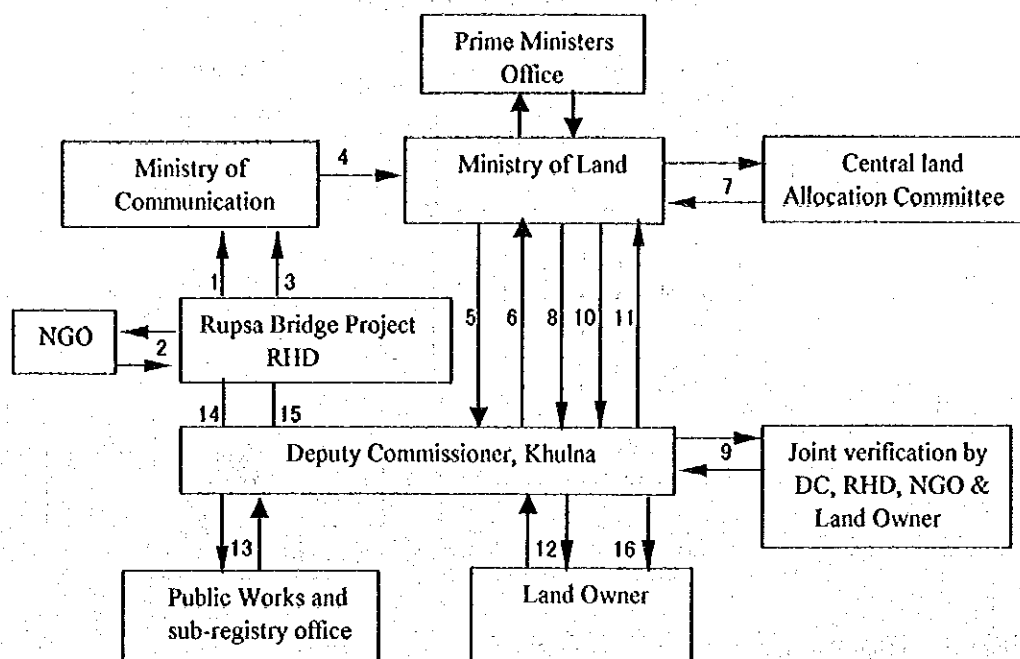 Prime Ministers
Office
Ministry of
Communication
4
Ministry of Land
7
Central land
Allocation Committee
1
3
NGO
2
Rupsa Bridge Project
RHD
5
6
8
10
11
14
15
Deputy Commissioner, Khulna
9
Joint verification by
DC, RHD, NGO &
Land Owner
13
12
16
Public Works and
sub-registry office
Land Owner